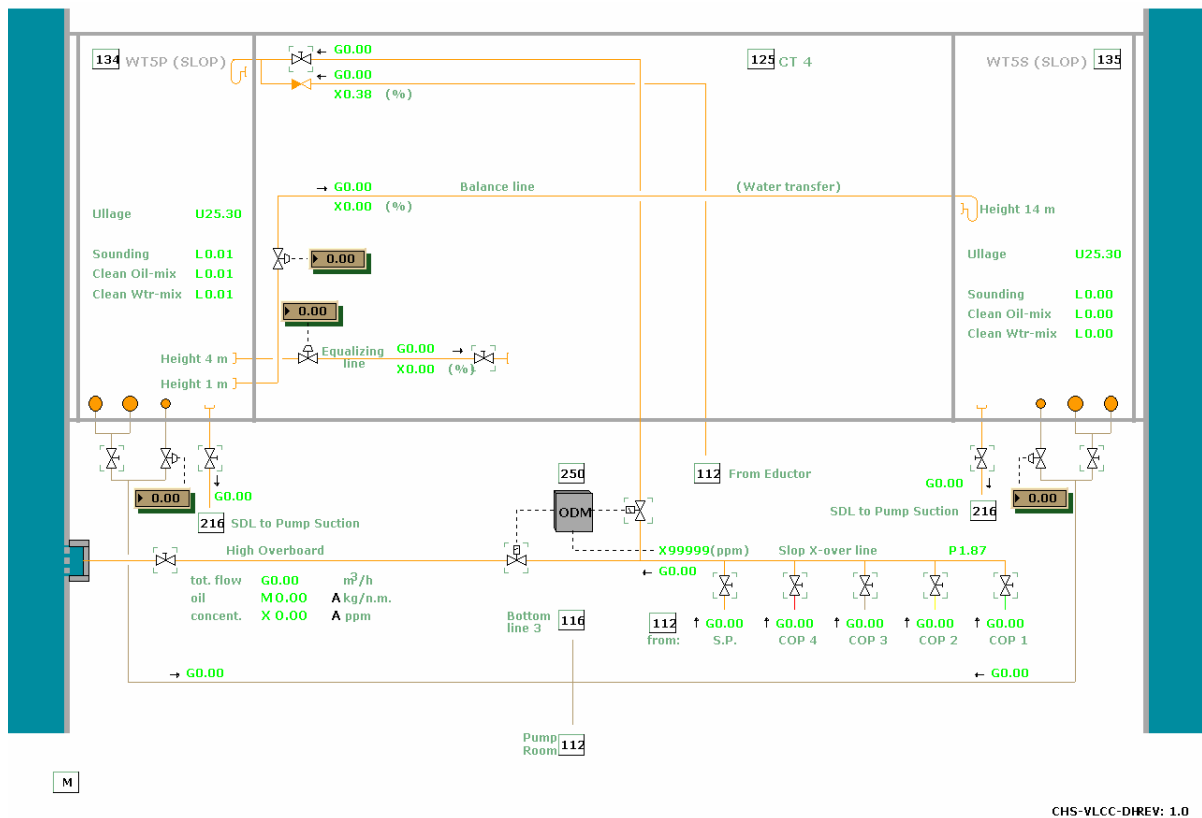 G0.00
134 WT5P (SLOP)
125 CT 4
WT5S (SLOP) 135
G0.00
X0.38 (%)
G0.00 Balance line (Water transfer)
X0.00 (%)
Height 14 m
Ullage U25.30
Sounding L0.01
Clean Oil-mix L0.01
Clean Wtr-mix L0.01
Ullage U25.30
Sounding L0.00
Clean Oil-mix L0.00
Clean Wtr-mix L0.00
0.00
0.00
Equalizing line
G0.00
X0.00 (%)
Height 4 m
Height 1 m
0.00
G0.00
216 SDL to Pump Suction
250
ODM
112 From Eductor
G0.00
SDL to Pump Suction 216
0.00
High Overboard
X99999(ppm) Slop X-over line P1.87
G0.00
tot. flow G0.00 m3/h
oil M0.00 A kg/n.m.
concent. X 0.00 A ppm
Bottom line 3 116
112 G0.00 G0.00 G0.00 G0.00 G0.00
from: S.P. COP 4 COP 3 COP 2 COP 1
G0.00
G0.00
Pump Room 112
M
CHS-VLCC-DH REV: 1.0